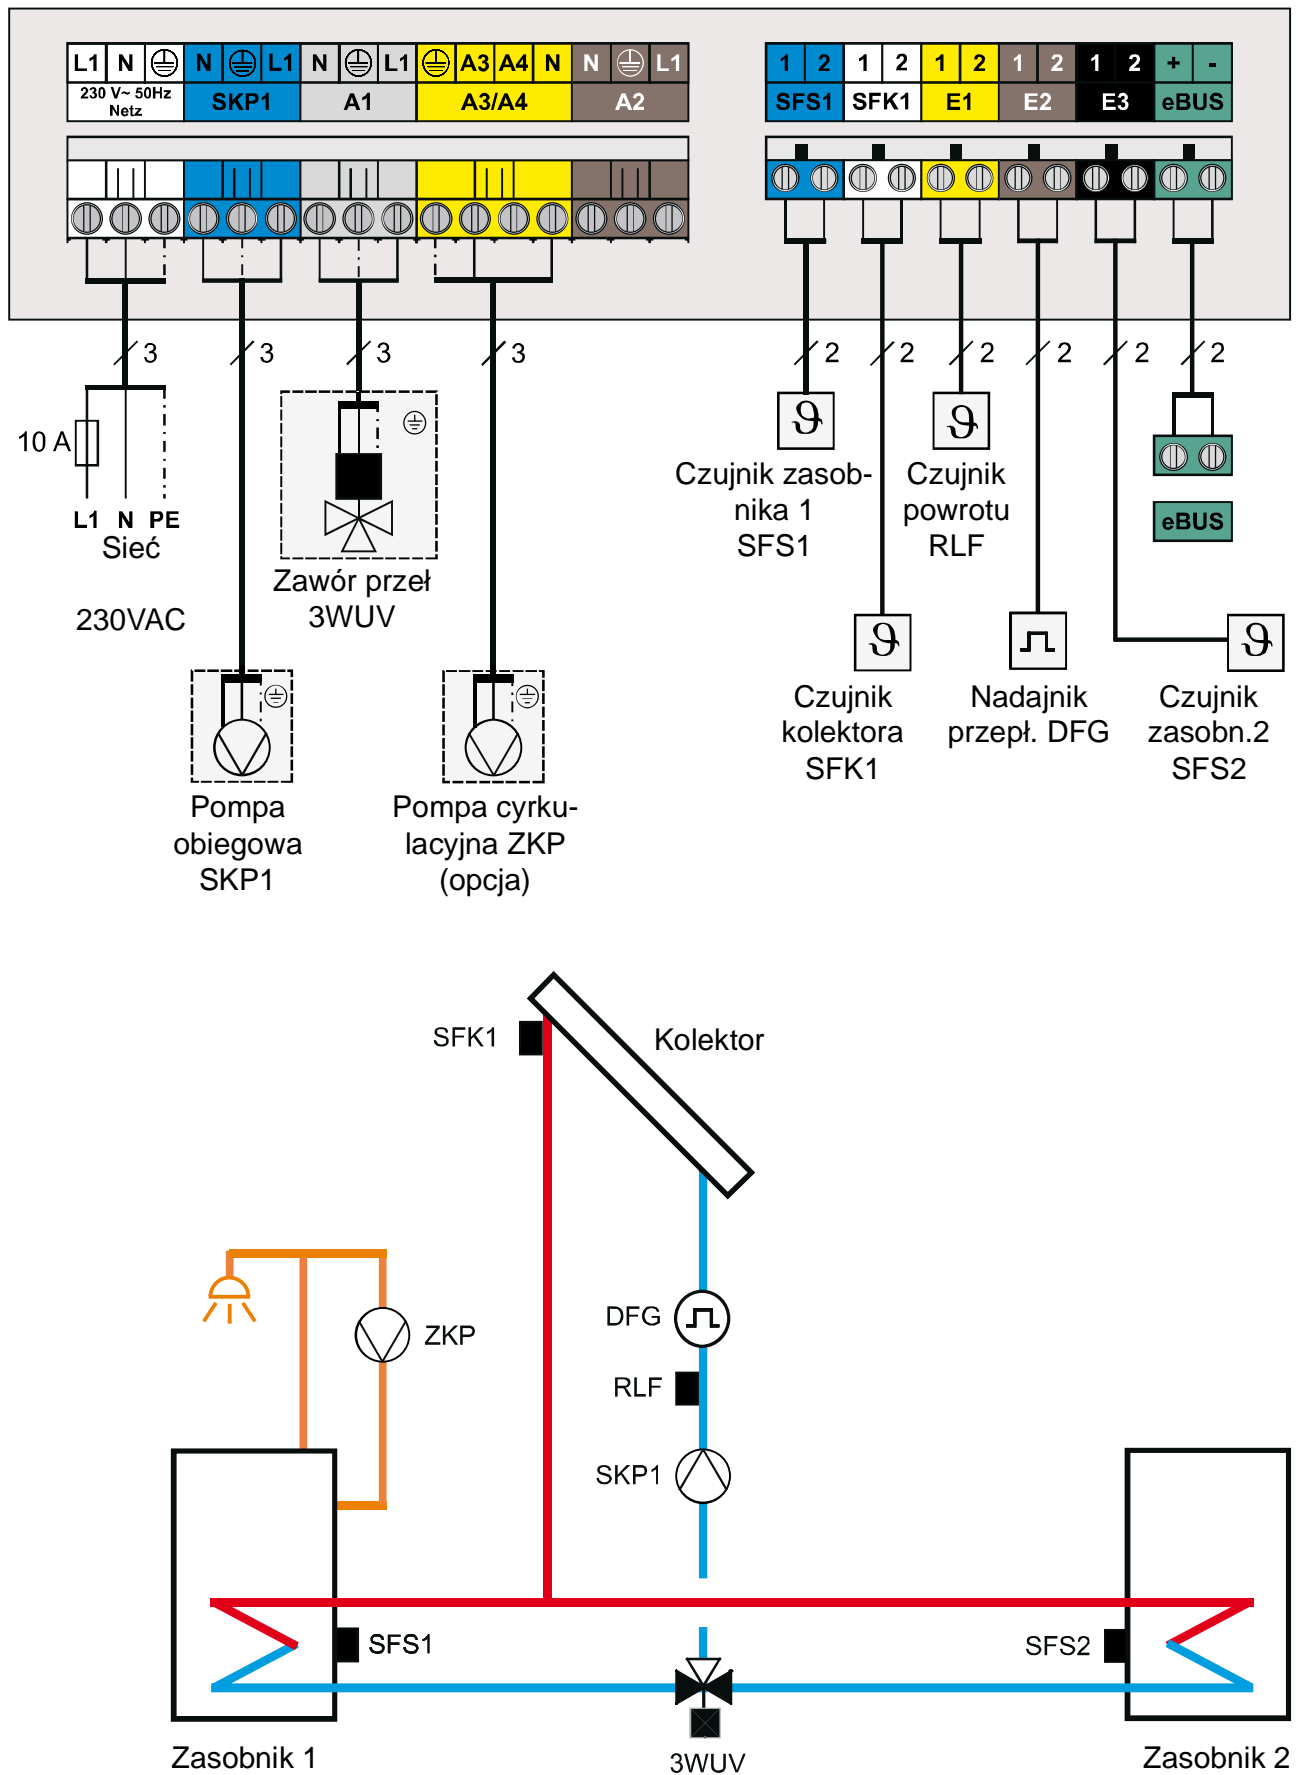 L1 N N L1 N L1 A3 A4 N N L1
230 V~ 50Hz
Netz
SKP1 A1 A3/A4 A2
1 2 1 2 1 2 1 2 1 2 + -
SFS1 SFK1 E1 E2 E3 eBUS
3 3 3 3 2 2 2 2 2 2
10 A
L1 N PE
Sieć
230VAC
Zawór przeł
3WUV
Czujnik zasob-
nika 1
SFS1
Czujnik
powrotu
RLF
eBUS
Czujnik
kolektora
SFK1
Nadajnik
przepł. DFG
Czujnik
zasobn.2
SFS2
Pompa
obiegowa
SKP1
Pompa cyrku-
lacyjna ZKP
(opcja)
SFK1
Kolektor
DFG
ZKP
RLF
SKP1
SFS1
SFS2
Zasobnik 1
3WUV
Zasobnik 2